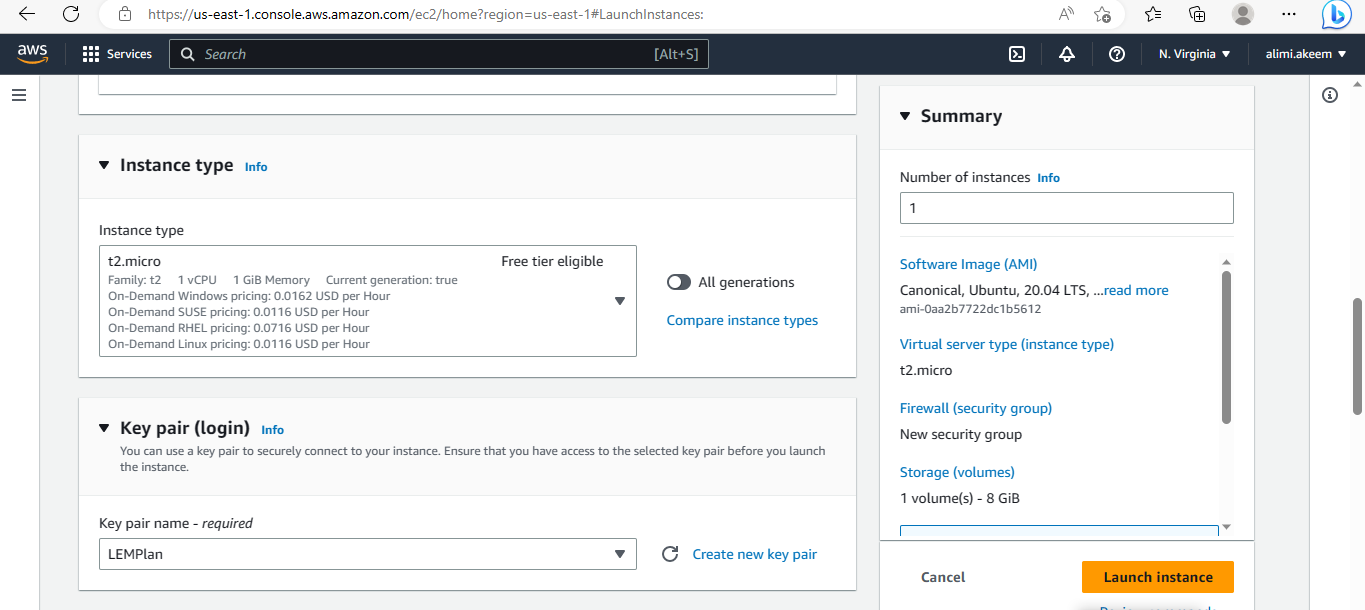 https://us-east-1.console.aws.amazon.com/ec2/home?region=us-east-1#LaunchInstances:
aws
Services
Search
[Alt+S]
N. Virginia
alimi.akeem
Instance type
Info
Instance type
t2.micro
Free tier eligible
Family: t2 1 vCPU 1 GiB Memory Current generation: true
On-Demand Windows pricing: 0.0162 USD per Hour
On-Demand SUSE pricing: 0.0116 USD per Hour
On-Demand RHEL pricing: 0.0716 USD per Hour
On-Demand Linux pricing: 0.0116 USD per Hour
All generations
Compare instance types
Key pair (login)
Info
You can use a key pair to securely connect to your instance. Ensure that you have access to the selected key pair before you launch
the instance.
Key pair name - required
LEMPlan
Create new key pair
Summary
Number of instances Info
1
Software Image (AMI)
Canonical, Ubuntu, 20.04 LTS, ...read more
ami-0aa2b7722dc1b5612
Virtual server type (instance type)
t2.micro
Firewall (security group)
New security group
Storage (volumes)
1 volume(s) - 8 GiB
Cancel
Launch instance